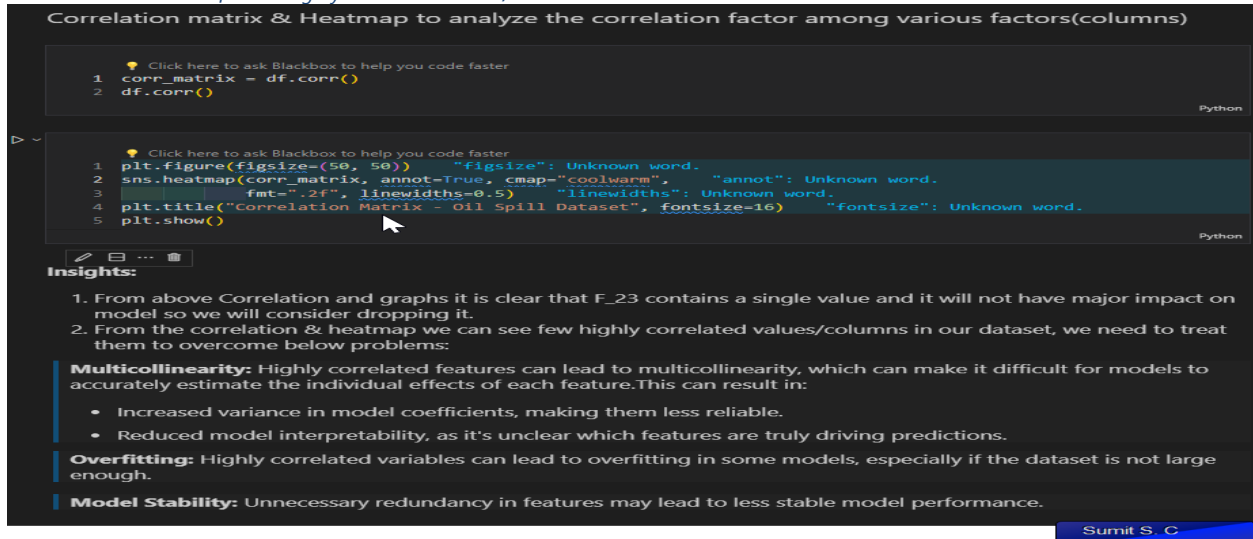 Correlation matrix & Heatmap to analyze the correlation factor among various factors(columns)
Click here to ask Blackbox to help you code faster
1 corr_matrix = df.corr()
2 df.corr()
Python
Click here to ask Blackbox to help you code faster
1 plt.figure(figsize=(50, 50)) "figsize": Unknown word.
2 sns.heatmap(corr_matrix, annot=True, cmap="coolwarm", "annot": Unknown word.
3 fmt=".2f", linewidths=0.5) "linewidths": Unknown word.
4 plt.title("Correlation Matrix - Oil Spill Dataset", fontsize=16) "fontsize": Unknown word.
5 plt.show()
Python
Insights:
1. From above Correlation and graphs it is clear that F_23 contains a single value and it will not have major impact on
model so we will consider dropping it.
2. From the correlation & heatmap we can see few highly correlated values/columns in our dataset, we need to treat
them to overcome below problems:
Multicollinearity: Highly correlated features can lead to multicollinearity, which can make it difficult for models to
accurately estimate the individual effects of each feature.This can result in:
• Increased variance in model coefficients, making them less reliable.
• Reduced model interpretability, as it's unclear which features are truly driving predictions.
Overfitting: Highly correlated variables can lead to overfitting in some models, especially if the dataset is not large
enough.
Model Stability: Unnecessary redundancy in features may lead to less stable model performance.
Sumit S. C